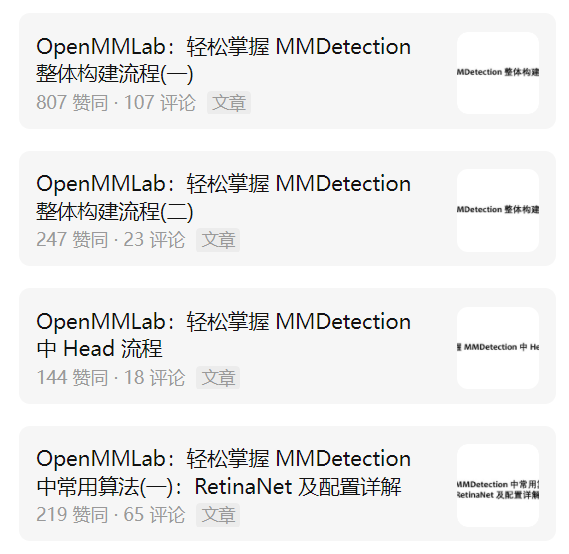 OpenMMLab：轻松掌握 MMDetection
整体构建流程(一)
807 赞同 · 107 评论 文章
MDetection 整体构建
OpenMMLab：轻松掌握 MMDetection
整体构建流程(二)
247 赞同 · 23 评论 文章
MDetection 整体构建
OpenMMLab：轻松掌握 MMDetection
中 Head 流程
144 赞同 · 18 评论 文章
MMDetection 中 He
OpenMMLab：轻松掌握 MMDetection
中常用算法(一)：RetinaNet 及配置详解
219 赞同 · 65 评论 文章
MMDetection 中常用
RetinaNet 及配置详解